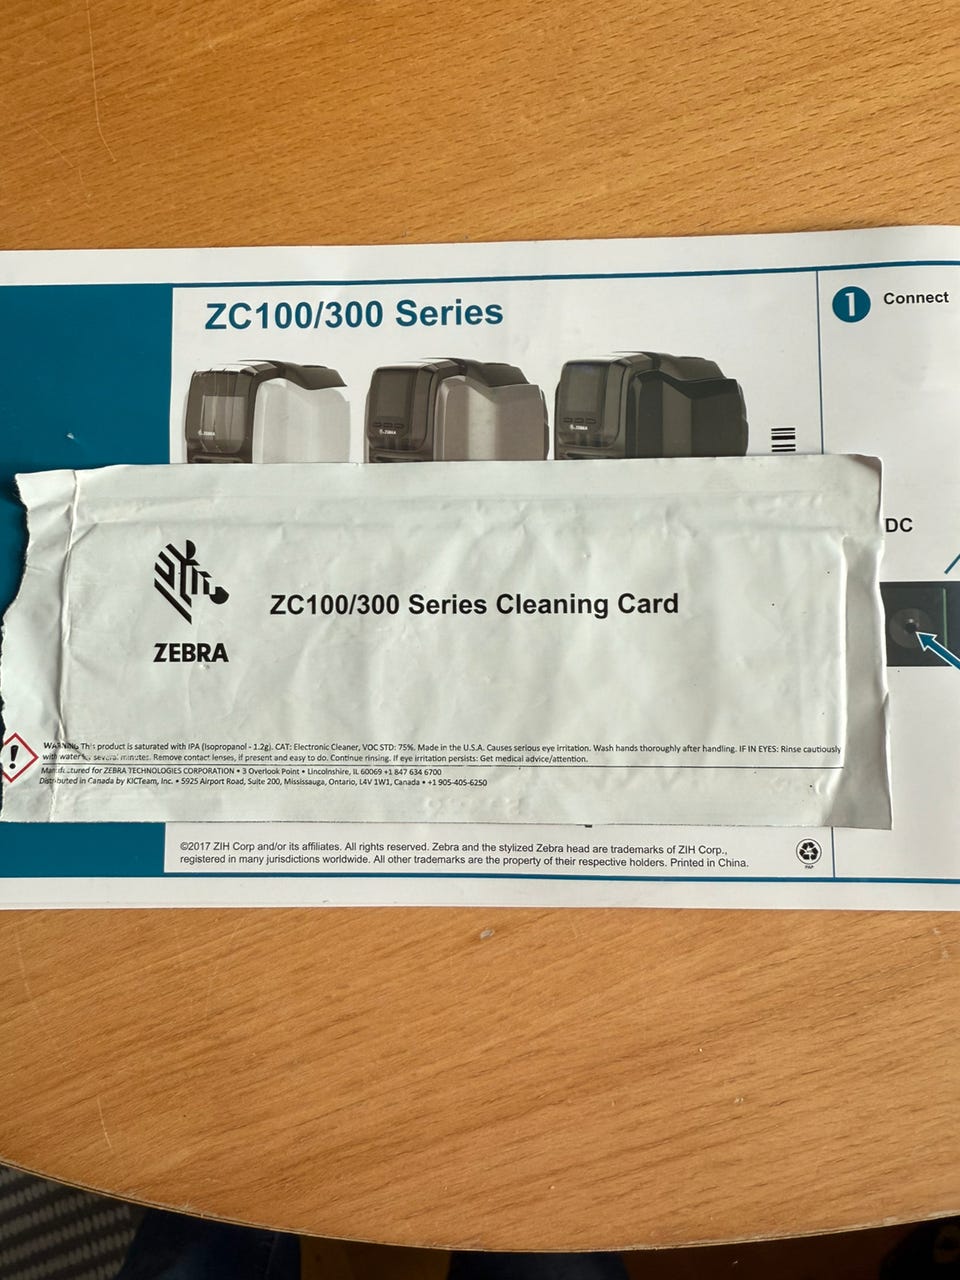 ZC100/300 Series
1 Connect
ZEBRA
ZEBRA
ZEBRA
DC
ZC100/300 Series Cleaning Card
ZEBRA
WARNING This product is saturated with IPA (Isopropanol - 1.2g). CAT: Electronic Cleaner, VOC STD: 75%. Made in the U.S.A. Causes serious eye irritation. Wash hands thoroughly after handling. IF IN EYES: Rinse cautiously
with water several minutes. Remove contact lenses, if present and easy to do. Continue rinsing. If eye irritation persists: Get medical advice/attention.
Manufactured for ZEBRA TECHNOLOGIES CORPORATION • 3 Overlook Point • Lincolnshire, IL 60069 +1 847 634 6700
Distributed in Canada by KICTeam, Inc. • 5925 Airport Road, Suite 200, Mississauga, Ontario, L4V 1W1, Canada • +1 905-405-6250
©2017 ZIH Corp and/or its affiliates. All rights reserved. Zebra and the stylized Zebra head are trademarks of ZIH Corp.,
registered in many jurisdictions worldwide. All other trademarks are the property of their respective holders. Printed in China.
PAP